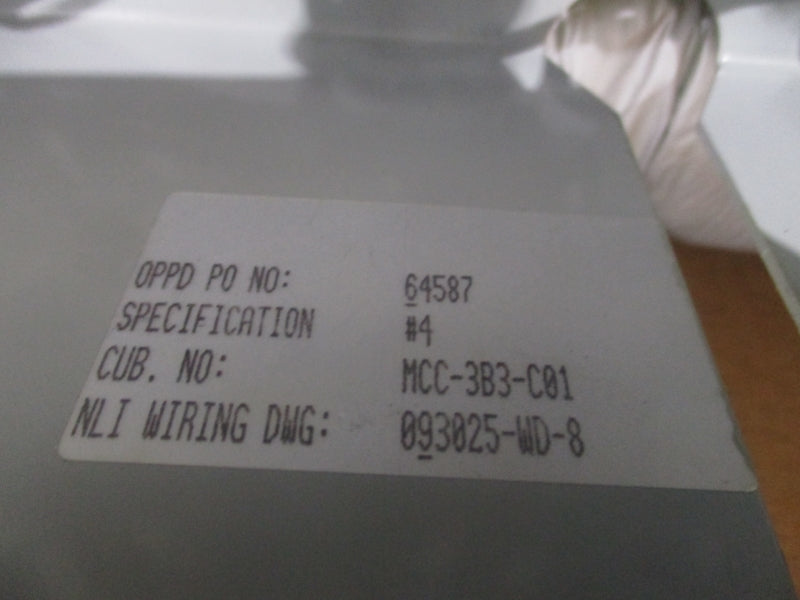 OPPD PO NO: 64587
SPECIFICATION #4
CUB. NO: MCC-3B3-C01
NLI WIRING DWG: 093025-WD-8